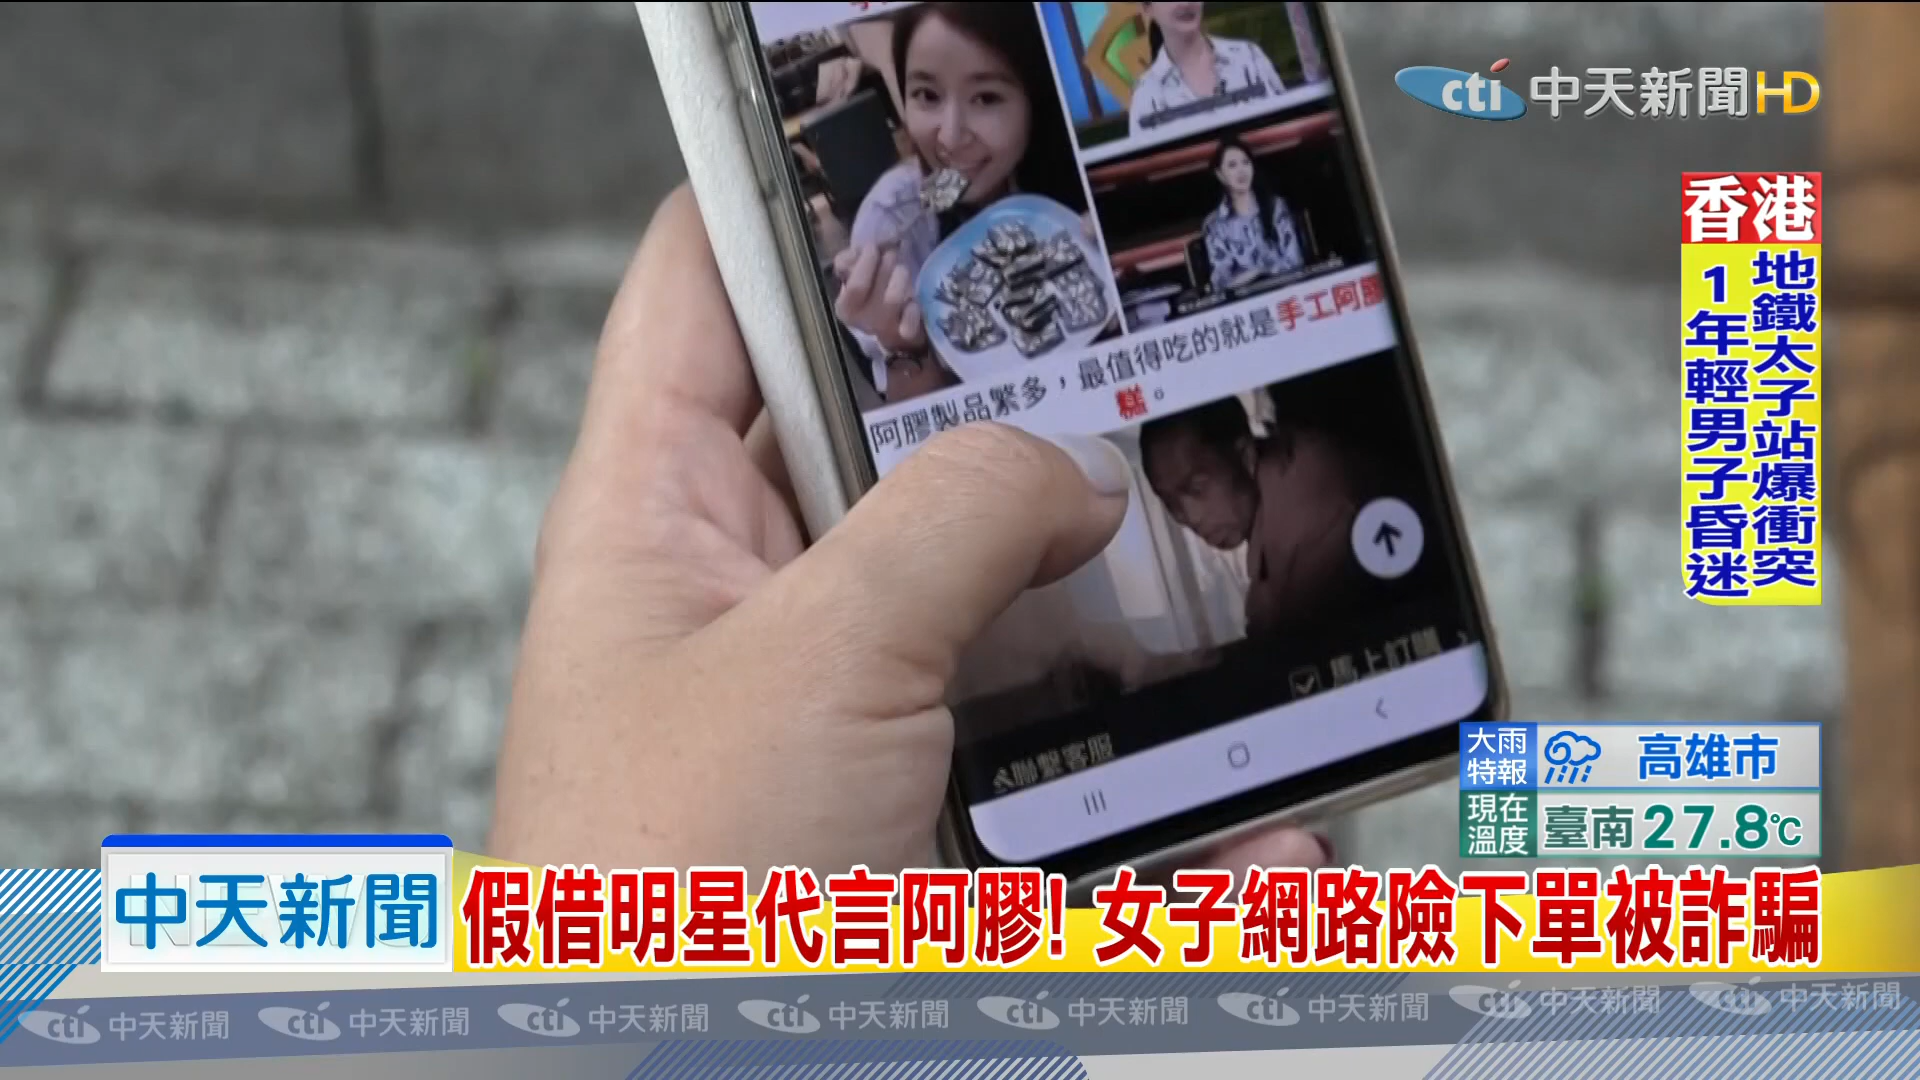 cti 中天新聞HD
香港
地鐵太子站爆衝突
1年輕男子昏迷
阿膠製品繁多，最值得吃的就是手工阿膠
糕。
馬上訂購
聯繫客服
大雨特報
高雄市
現在溫度
臺南27.8℃
中天新聞
假借明星代言阿膠! 女子網路險下單被詐騙
cti 中天新聞 cti 中天新聞 cti 中天新聞 cti 中天新聞 cti 中天新聞 cti 中天新聞 cti 中天新聞 cti 中天新聞